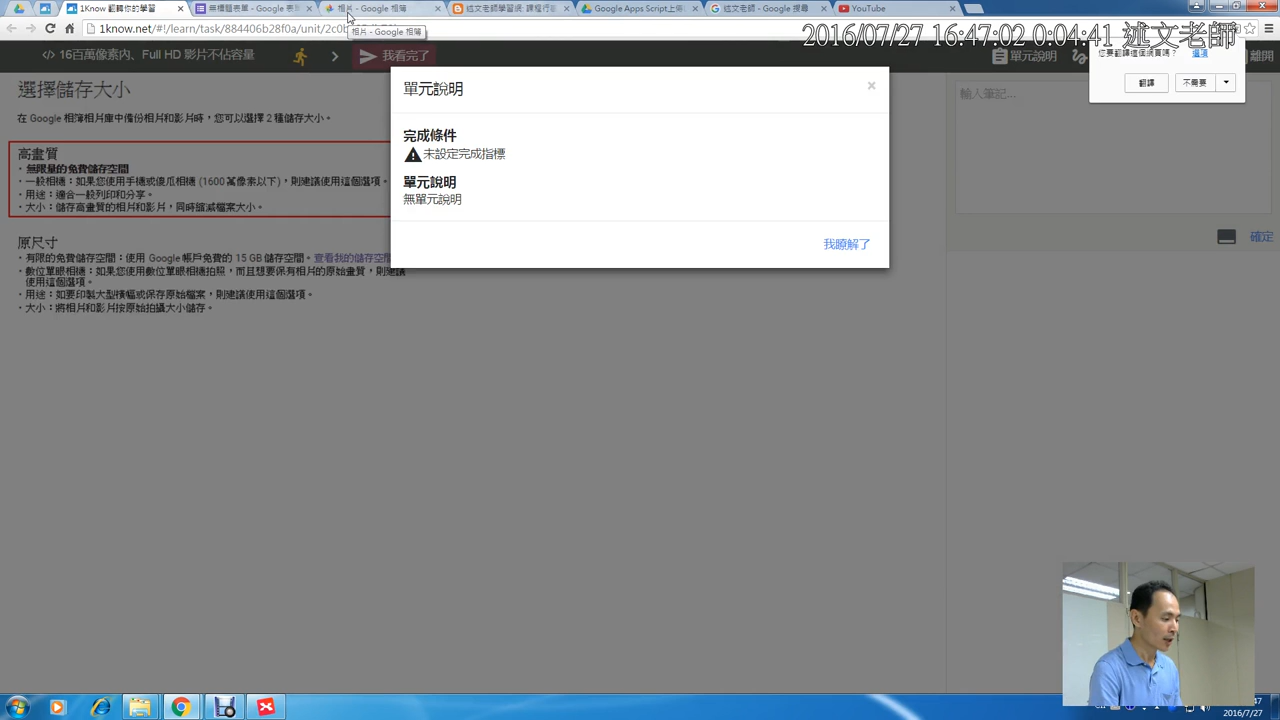 1Know 翻轉你的學習
無標題表單 - Google 表
相片 - Google 相簿
述文老師學習網: 課程行
Google Apps Script上傳
述文老師 - Google 搜尋
YouTube
1know.net/#!/learn/task/884406b28f0a/unit/2c0b
相片 - Google 相簿
2016/07/27 16:47:02 0:04:41 述文老師
</> 16百萬像素內、Full HD 影片不佔容量
我看完了
單元說明
離開
您要翻譯這個網頁嗎？
選項
翻譯
不需要
選擇儲存大小
在 Google 相簿相片庫中備份相片和影片時，您可以選擇 2 種儲存大小。
高畫質
・無限量的免費儲存空間
・一般相機：如果您使用手機或傻瓜相機 (1600 萬像素以下)，則建議使用這個選項。
・用途：適合一般列印和分享。
・大小：儲存高畫質的相片和影片，同時縮減檔案大小。
原尺寸
・有限的免費儲存空間：使用 Google 帳戶免費的 15 GB 儲存空間。查看我的儲存空間
・數位單眼相機：如果您使用數位單眼相機拍照，而且想要保有相片的原始畫質，則建議
使用這個選項。
・用途：如要印製大型橫幅或保存原始檔案，則建議使用這個選項。
・大小：將相片和影片按原始拍攝大小儲存。
單元說明
×
完成條件
未設定完成指標
單元說明
無單元說明
我瞭解了
輸入筆記...
確定
2016/7/27